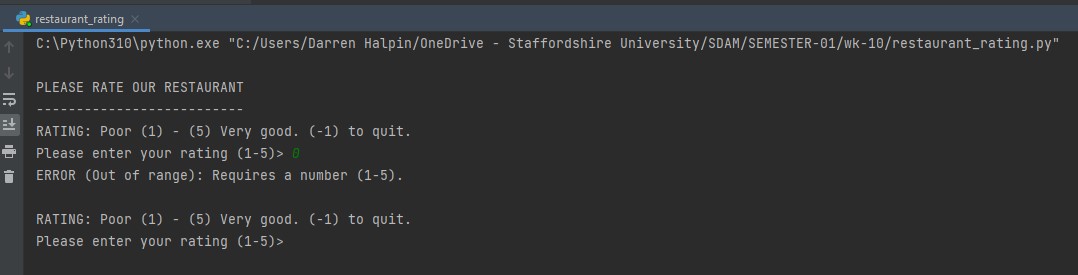 restaurant_rating
C:\Python310\python.exe "C:/Users/Darren Halpin/OneDrive - Staffordshire University/SDAM/SEMESTER-01/wk-10/restaurant_rating.py"
PLEASE RATE OUR RESTAURANT
--------------------------
RATING: Poor (1) - (5) Very good. (-1) to quit.
Please enter your rating (1-5)> 0
ERROR (Out of range): Requires a number (1-5).
RATING: Poor (1) - (5) Very good. (-1) to quit.
Please enter your rating (1-5)>